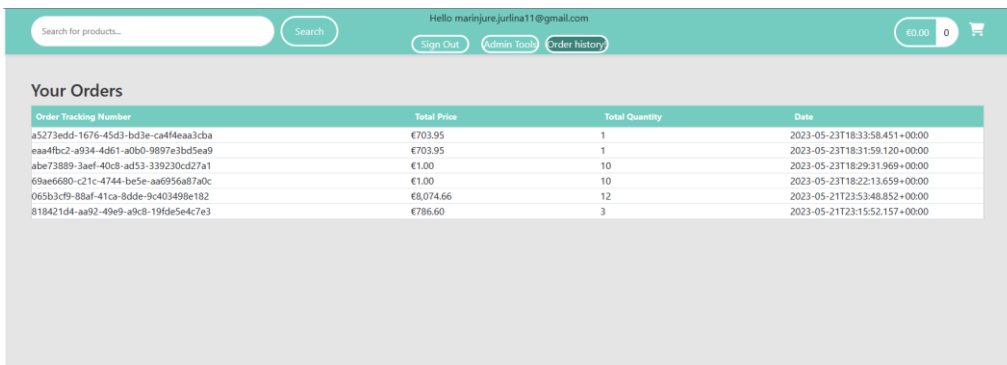 Hello marinjure.jurlina11@gmail.com
Search for products...
Search
Sign Out Admin Tools Order history
€0.00 0
Your Orders
Order Tracking Number Total Price Total Quantity Date
a5273edd-1676-45d3-bd3e-ca4f4eaa3cba €703.95 1 2023-05-23T18:33:58.451+00:00
eaa4fbc2-a934-4d61-a0b0-9897e3bd5ea9 €703.95 1 2023-05-23T18:31:59.120+00:00
abe73889-3aef-40c8-ad53-339230cd27a1 €1.00 10 2023-05-23T18:29:31.969+00:00
69ae6680-c21c-4744-be5e-aa6956a87a0c €1.00 10 2023-05-23T18:22:13.659+00:00
065b3cf9-88af-41ca-8dde-9c403498e182 €8,074.66 12 2023-05-21T23:53:48.852+00:00
818421d4-aa92-49e9-a9c8-19fde5e4c7e3 €786.60 3 2023-05-21T23:15:52.157+00:00